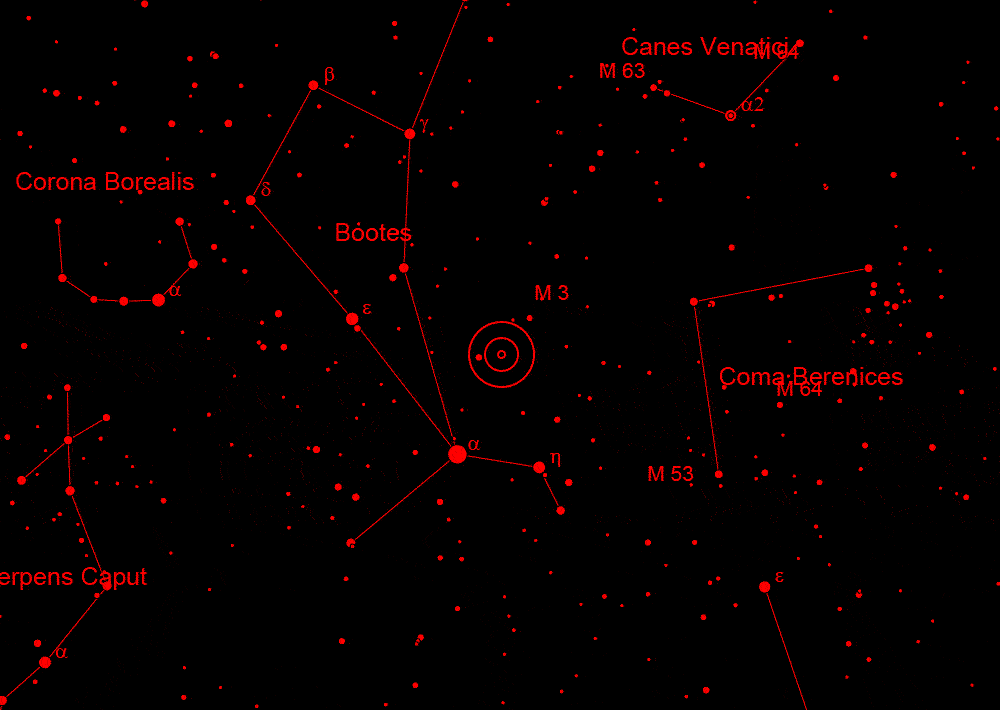 Canes Venatici
M 94
M 63
β
α2
γ
Corona Borealis
δ
Bootes
α
M 3
ε
Coma Berenices
M 64
α
η
M 53
erpens Caput
ε
α